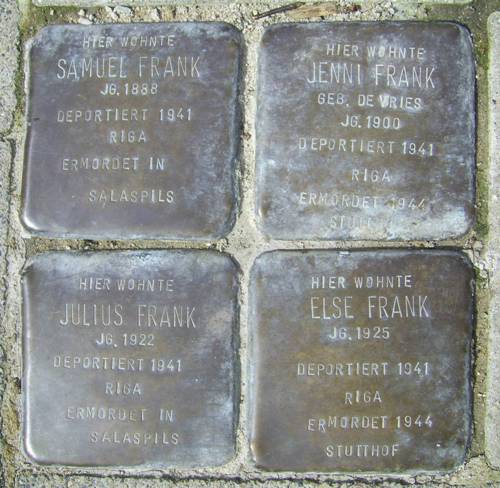 HIER WOHNTE
SAMUEL FRANK
JG. 1888
DEPORTIERT 1941
RIGA
ERMORDET IN
SALASPILS
HIER WOHNTE
JENNI FRANK
GEB. DE VRIES
JG. 1900
DEPORTIERT 1941
RIGA
ERMORDET 1944
HIER WOHNTE
JULIUS FRANK
JG. 1922
DEPORTIERT 1941
RIGA
ERMORDET IN
SALASPILS
HIER WOHNTE
ELSE FRANK
JG. 1925
DEPORTIERT 1941
RIGA
ERMORDET 1944
STUTTHOF